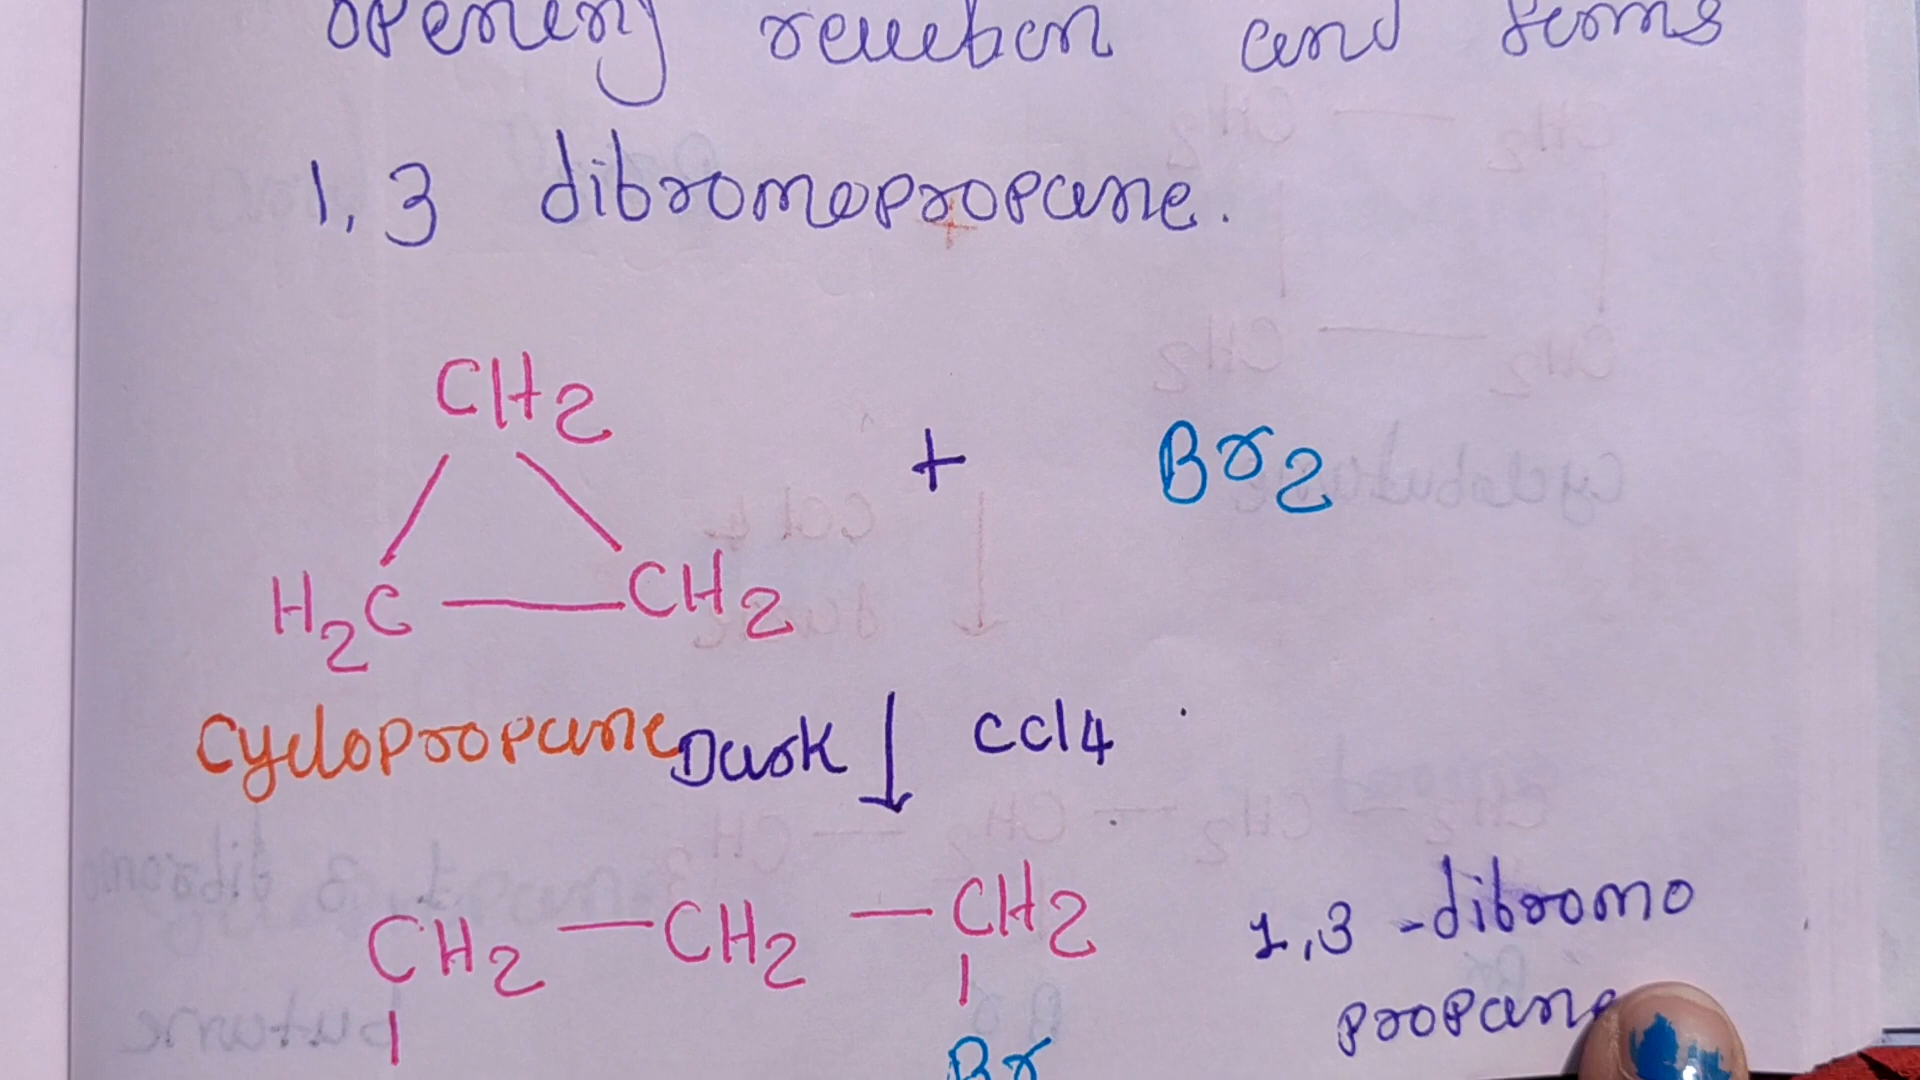 opening reaction and forms
1,3 dibromopropane.
CH2
+ Br2
H2C — CH2
Cyclopropane Dark ↓ CCl4
CH2 — CH2 — CH2 1,3 -dibromo
Br propane